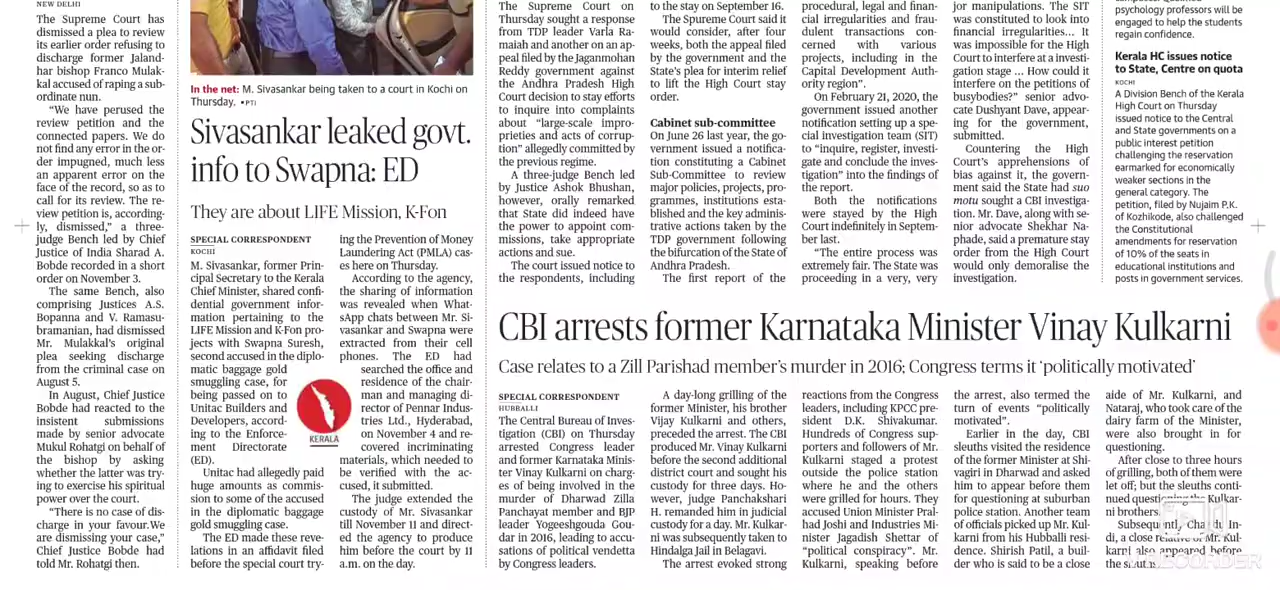 NEW DELHI
The Supreme Court has
dismissed a plea to review
its earlier order refusing to
discharge former Jaland-
har bishop Franco Mulak-
kal accused of raping a sub-
ordinate nun.
“We have perused the
review petition and the
connected papers. We do
not find any error in the or-
der impugned, much less
an apparent error on the
face of the record, so as to
call for its review. The re-
view petition is, according-
ly, dismissed,” a three-
judge Bench led by Chief
Justice of India Sharad A.
Bobde recorded in a short
order on November 3.
The same Bench, also
comprising Justices A.S.
Bopanna and V. Ramasu-
bramanian, had dismissed
Mr. Mulakkal’s original
plea seeking discharge
from the criminal case on
August 5.
In August, Chief Justice
Bobde had reacted to the
insistent submissions
made by senior advocate
Mukul Rohatgi on behalf of
the bishop by asking
whether the latter was try-
ing to exercise his spiritual
power over the court.
“There is no case of dis-
charge in your favour.We
are dismissing your case,”
Chief Justice Bobde had
told Mr. Rohatgi then.
In the net: M. Sivasankar being taken to a court in Kochi on
Thursday. ▪PTI
Sivasankar leaked govt.
info to Swapna: ED
They are about LIFE Mission, K-Fon
SPECIAL CORRESPONDENT
KOCHI
M. Sivasankar, former Prin-
cipal Secretary to the Kerala
Chief Minister, shared confi-
dential government infor-
mation pertaining to the
LIFE Mission and K-Fon pro-
jects with Swapna Suresh,
second accused in the diplo-
matic baggage gold
smuggling case, for
being passed on to
Unitac Builders and
Developers, accord-
ing to the Enforce-
ment Directorate
(ED).
Unitac had allegedly paid
huge amounts as commis-
sion to some of the accused
in the diplomatic baggage
gold smuggling case.
The ED made these reve-
lations in an affidavit filed
before the special court try-
KERALA
ing the Prevention of Money
Laundering Act (PMLA) cas-
es here on Thursday.
According to the agency,
the sharing of information
was revealed when What-
sApp chats between Mr. Si-
vasankar and Swapna were
extracted from their cell
phones. The ED had
searched the office and
residence of the chair-
man and managing di-
rector of Pennar Indus-
tries Ltd., Hyderabad,
on November 4 and re-
covered incriminating
materials, which needed to
be verified with the ac-
cused, it submitted.
The judge extended the
custody of Mr. Sivasankar
till November 11 and direct-
ed the agency to produce
him before the court by 11
a.m. on the day.
The Supreme Court on
Thursday sought a response
from TDP leader Varla Ra-
maiah and another on an ap-
peal filed by the Jaganmohan
Reddy government against
the Andhra Pradesh High
Court decision to stay efforts
to inquire into complaints
about “large-scale impro-
prieties and acts of corrup-
tion” allegedly committed by
the previous regime.
A three-judge Bench led
by Justice Ashok Bhushan,
however, orally remarked
that State did indeed have
the power to appoint com-
missions, take appropriate
actions and sue.
The court issued notice to
the respondents, including
to the stay on September 16.
The Spureme Court said it
would consider, after four
weeks, both the appeal filed
by the government and the
State’s plea for interim relief
to lift the High Court stay
order.
Cabinet sub-committee
On June 26 last year, the go-
vernment issued a notifica-
tion constituting a Cabinet
Sub-Committee to review
major policies, projects, pro-
grammes, institutions esta-
blished and the key adminis-
trative actions taken by the
TDP government following
the bifurcation of the State of
Andhra Pradesh.
The first report of the
procedural, legal and finan-
cial irregularities and frau-
dulent transactions con-
cerned with various
projects, including in the
Capital Development Auth-
ority region”.
On February 21, 2020, the
government issued another
notification setting up a spe-
cial investigation team (SIT)
to “inquire, register, investi-
gate and conclude the inves-
tigation” into the findings of
the report.
Both the notifications
were stayed by the High
Court indefinitely in Septem-
ber last.
“The entire process was
extremely fair. The State was
proceeding in a very, very
jor manipulations. The SIT
was constituted to look into
financial irregularities... It
was impossible for the High
Court to interfere at a investi-
gation stage ... How could it
interfere on the petitions of
busybodies?” senior advo-
cate Dushyant Dave, appear-
ing for the government,
submitted.
Countering the High
Court’s apprehensions of
bias against it, the govern-
ment said the State had suo
motu sought a CBI investiga-
tion. Mr. Dave, along with se-
nior advocate Shekhar Na-
phade, said a premature stay
order from the High Court
would only demoralise the
investigation.
psychology professors will be
engaged to help the students
regain confidence.
Kerala HC issues notice
to State, Centre on quota
KOCHI
A Division Bench of the Kerala
High Court on Thursday
issued notice to the Central
and State governments on a
public interest petition
challenging the reservation
earmarked for economically
weaker sections in the
general category. The
petition, filed by Nujaim P.K.
of Kozhikode, also challenged
the Constitutional
amendments for reservation
of 10% of the seats in
educational institutions and
posts in government services.
CBI arrests former Karnataka Minister Vinay Kulkarni
Case relates to a Zill Parishad member’s murder in 2016; Congress terms it ‘politically motivated’
SPECIAL CORRESPONDENT
HUBBALLI
The Central Bureau of Inves-
tigation (CBI) on Thursday
arrested Congress leader
and former Karnataka Minis-
ter Vinay Kulkarni on charg-
es of being involved in the
murder of Dharwad Zilla
Panchayat member and BJP
leader Yogeeshgouda Gou-
dar in 2016, leading to accu-
sations of political vendetta
by Congress leaders.
A day-long grilling of the
former Minister, his brother
Vijay Kulkarni and others,
preceded the arrest. The CBI
produced Mr. Vinay Kulkarni
before the second additional
district court and sought his
custody for three days. Ho-
wever, judge Panchakshari
H. remanded him in judicial
custody for a day. Mr. Kulkar-
ni was subsequently taken to
Hindalga Jail in Belagavi.
The arrest evoked strong
reactions from the Congress
leaders, including KPCC pre-
sident D.K. Shivakumar.
Hundreds of Congress sup-
porters and followers of Mr.
Kulkarni staged a protest
outside the police station
where he and the others
were grilled for hours. They
accused Union Minister Pral-
had Joshi and Industries Mi-
nister Jagadish Shettar of
“political conspiracy”. Mr.
Kulkarni, speaking before
the arrest, also termed the
turn of events “politically
motivated”.
Earlier in the day, CBI
sleuths visited the residence
of the former Minister at Shi-
vagiri in Dharwad and asked
him to appear before them
for questioning at suburban
police station. Another team
of officials picked up Mr. Kul-
karni from his Hubballi resi-
dence. Shirish Patil, a buil-
der who is said to be a close
aide of Mr. Kulkarni, and
Nataraj, who took care of the
dairy farm of the Minister,
were also brought in for
questioning.
After close to three hours
of grilling, both of them were
let off; but the sleuths conti-
nued questioning the Kulkar-
ni brothers.
Subsequently, Chandu In-
di, a close relative of Mr. Kul-
karni also appeared before
the sleuths.
RECORDER